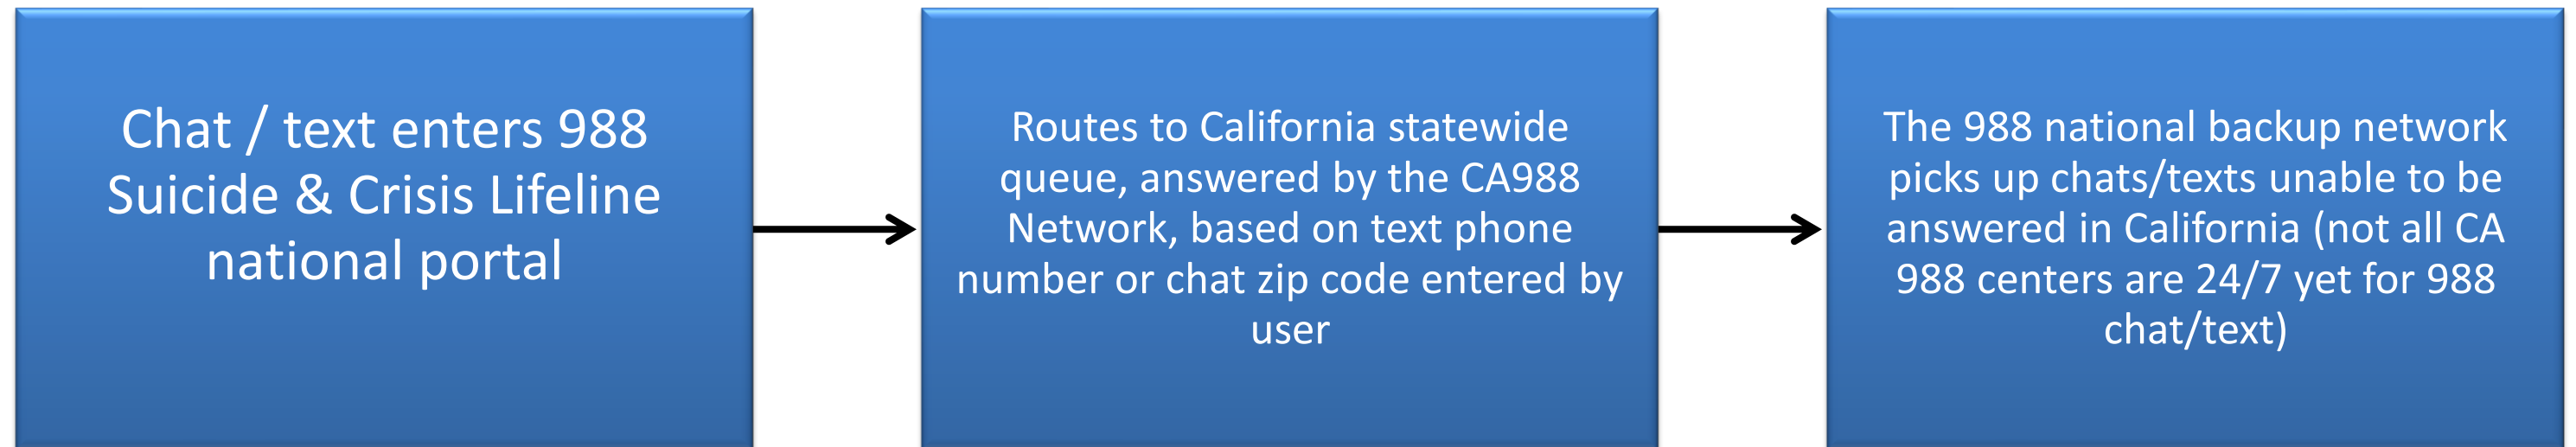 Chat / text enters 988
Suicide & Crisis Lifeline
national portal
Routes to California statewide
queue, answered by the CA988
Network, based on text phone
number or chat zip code entered by
user
The 988 national backup network
picks up chats/texts unable to be
answered in California (not all CA
988 centers are 24/7 yet for 988
chat/text)